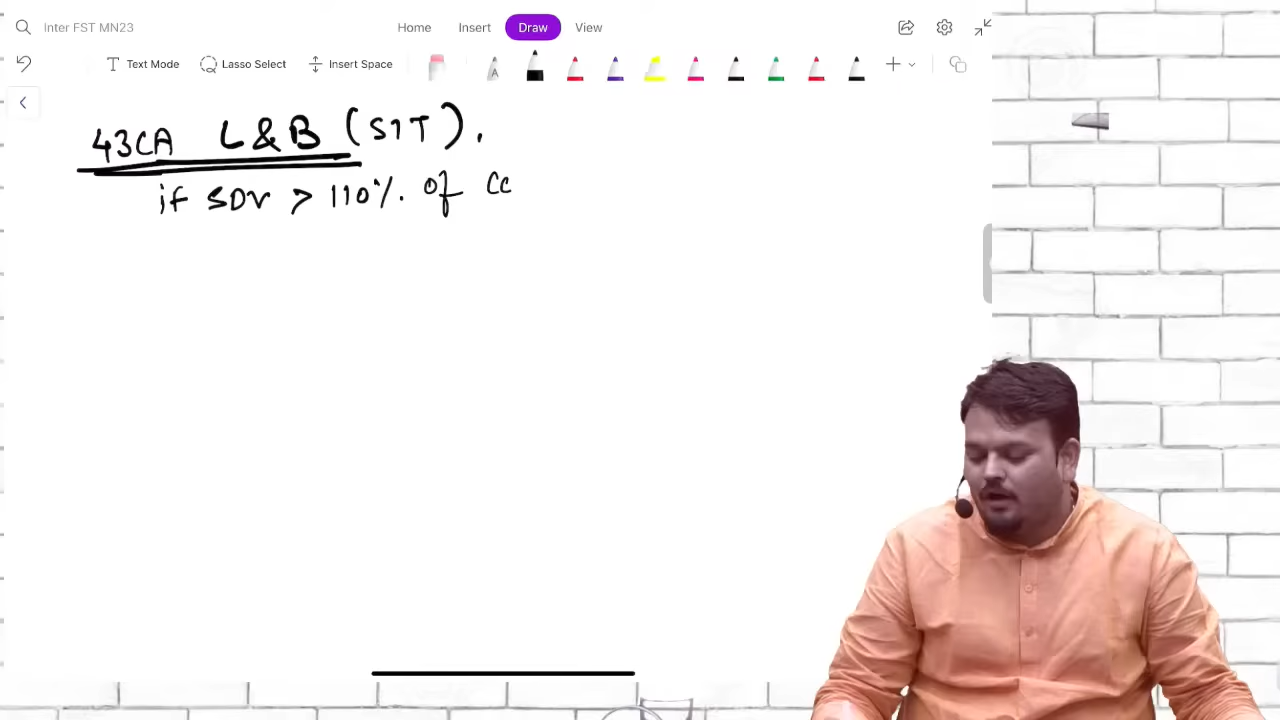 Inter FST MN23
Home Insert Draw View
Text Mode Lasso Select Insert Space
A
43CA L&B (SIT).
if SDV > 110% of CC